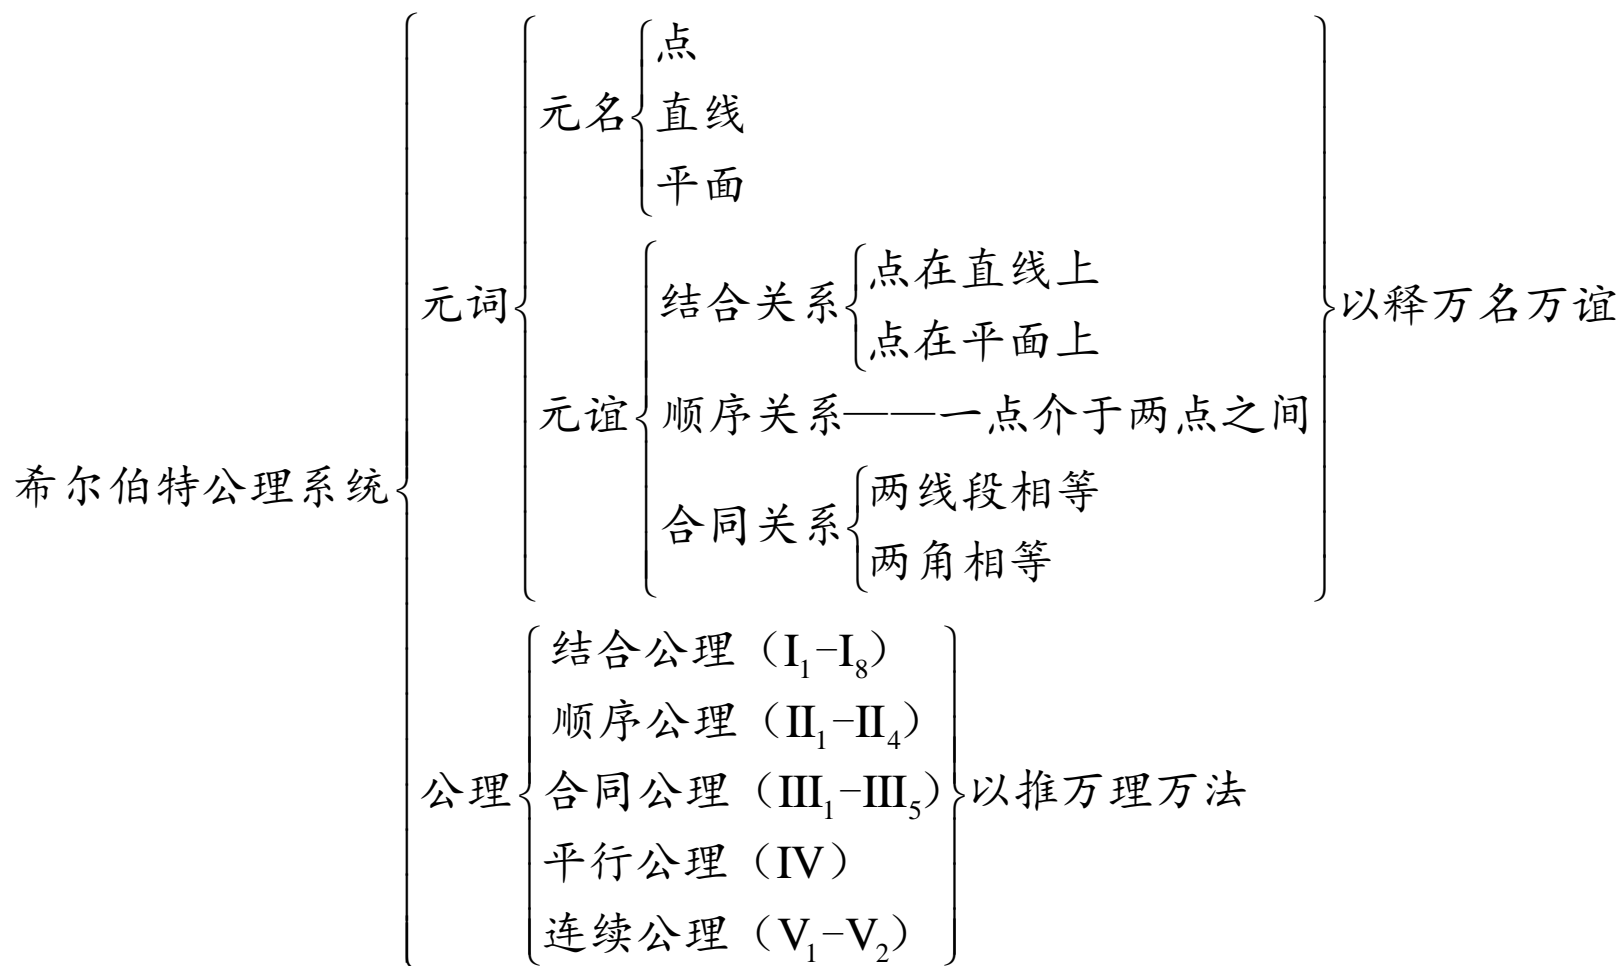 点
元名 直线
平面
点在直线上
元词 结合关系 以释万名万谊
点在平面上
元谊 顺序关系——一点介于两点之间
希尔伯特公理系统
两线段相等
合同关系
两角相等
结合公理（I₁-I₈）
顺序公理（II₁-II₄）
公理 合同公理（III₁-III₅） 以推万理万法
平行公理（IV）
连续公理（V₁-V₂）